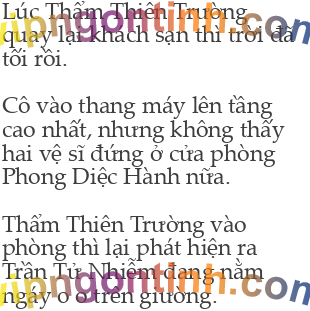 Lúc Thẩm Thiên Trường
quay lại khách sạn thì trời đã
tối rồi.
Cô vào thang máy lên tầng
cao nhất, nhưng không thấy
hai vệ sĩ đứng ở cửa phòng
Phong Diệc Hành nữa.
Thẩm Thiên Trường vào
phòng thì lại phát hiện ra
Trần Tử Nhiễm đang nằm
ngáy o o trên giường.